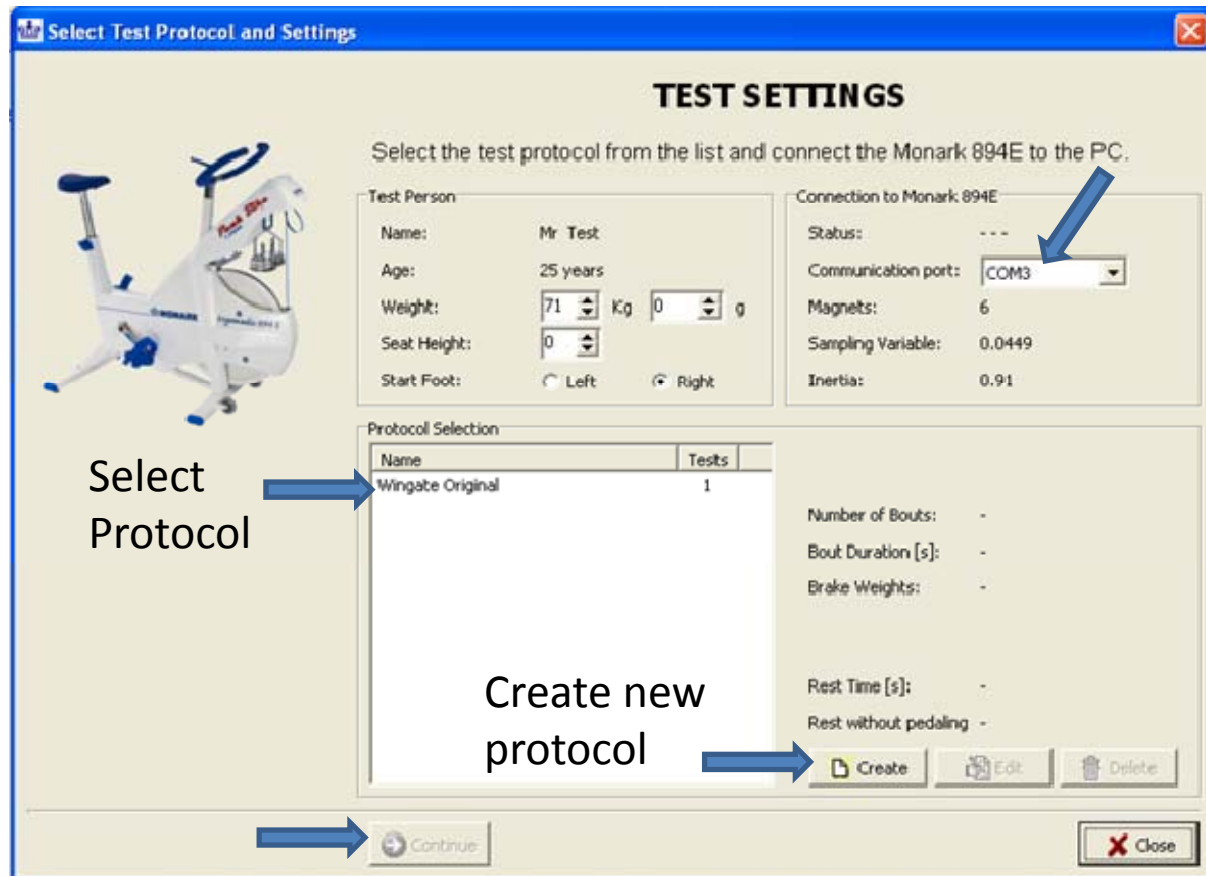 Select Test Protocol and Settings
TEST SETTINGS
Select the test protocol from the list and connect the Monark 894E to the PC.
Test Person
Name: Mr Test
Age: 25 years
Weight: 71 Kg 0 g
Seat Height: 0
Start Foot: Left Right
Connection to Monark 894E
Status: ---
Communication port: COM3
Magnets: 6
Sampling Variable: 0.0449
Inertia: 0.91
MONARK
Protocoll Selection
Name Tests
Wingate Original 1
Select
Protocol
Number of Bouts: -
Bout Duration [s]: -
Brake Weights: -
Rest Time [s]: -
Rest without pedaling -
Create new
protocol
Create Edit Delete
Continue Close